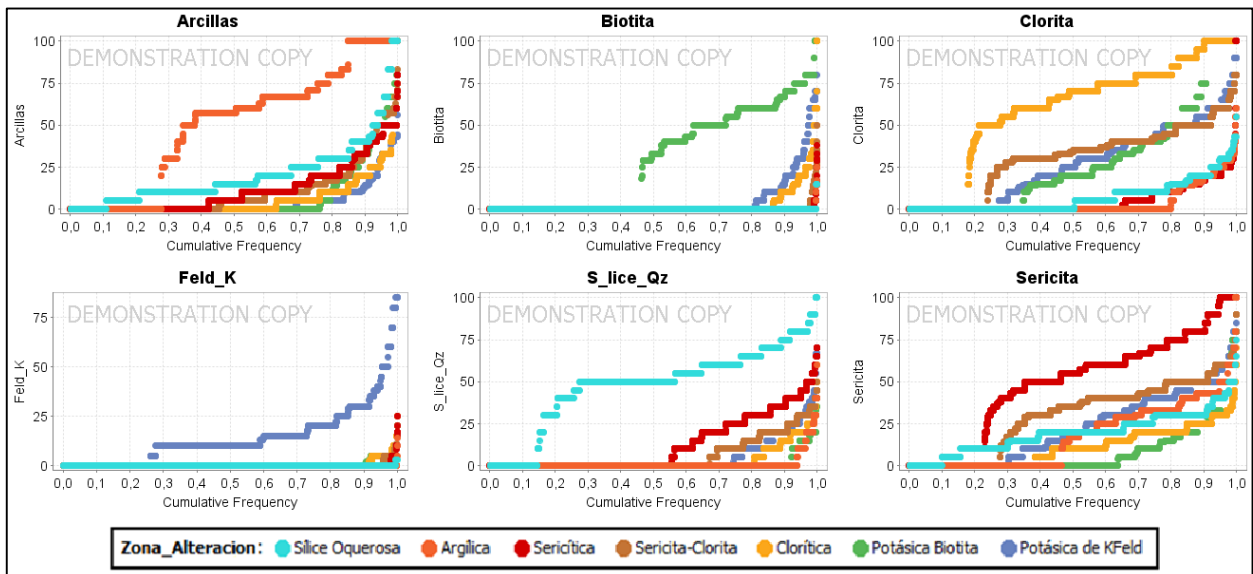 Arcillas
DEMONSTRATION COPY
100
75
50
25
0
Arcillas
0,0 0,1 0,2 0,3 0,4 0,5 0,6 0,7 0,8 0,9 1,0
Cumulative Frequency
Biotita
DEMONSTRATION COPY
100
75
50
25
0
Biotita
0,0 0,1 0,2 0,3 0,4 0,5 0,6 0,7 0,8 0,9 1,0
Cumulative Frequency
Clorita
DEMONSTRATION COPY
100
75
50
25
0
Clorita
0,0 0,1 0,2 0,3 0,4 0,5 0,6 0,7 0,8 0,9 1,0
Cumulative Frequency
Feld_K
DEMONSTRATION COPY
75
50
25
0
Feld_K
0,0 0,1 0,2 0,3 0,4 0,5 0,6 0,7 0,8 0,9 1,0
Cumulative Frequency
S_lice_Qz
DEMONSTRATION COPY
100
75
50
25
0
S_lice_Qz
0,0 0,1 0,2 0,3 0,4 0,5 0,6 0,7 0,8 0,9 1,0
Cumulative Frequency
Sericita
DEMONSTRATION COPY
100
75
50
25
0
Sericita
0,0 0,1 0,2 0,3 0,4 0,5 0,6 0,7 0,8 0,9 1,0
Cumulative Frequency
Zona_Alteracion: Sílice Oquerosa Argílica Sericítica Sericita-Clorita Clorítica Potásica Biotita Potásica de KFeld